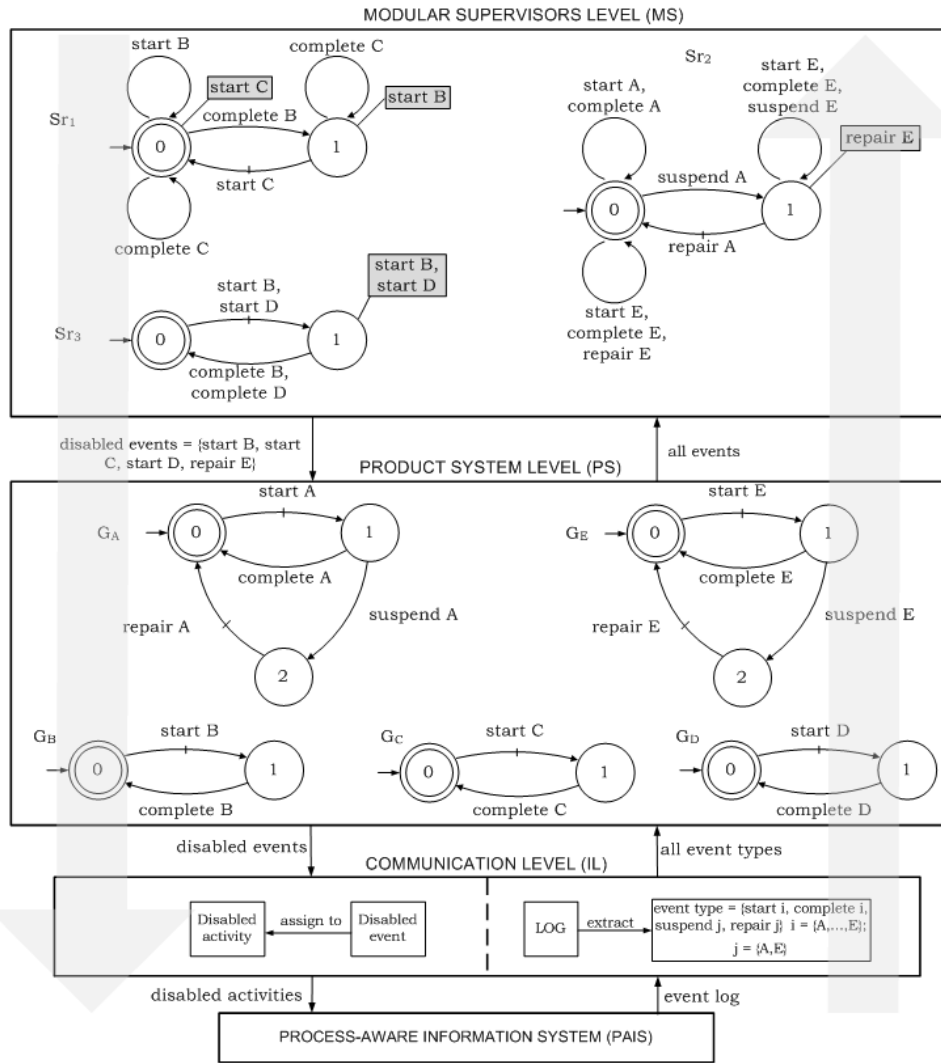 MODULAR SUPERVISORS LEVEL (MS)
start B
complete C
Sr2
start C
start B
start A,
complete A
start E,
complete E,
suspend E
Sr1
complete B
0
1
start C
complete C
repair E
suspend A
0
1
repair A
start E,
complete E,
repair E
start B,
start D
start B,
start D
Sr3
0
1
complete B,
complete D
disabled events = {start B, start
C, start D, repair E}
all events
PRODUCT SYSTEM LEVEL (PS)
start A
GA
0
1
complete A
repair A
suspend A
2
start E
GE
0
1
complete E
repair E
suspend E
2
GB
start B
0
1
complete B
GC
start C
0
1
complete C
GD
start D
0
1
complete D
disabled events
all event types
COMMUNICATION LEVEL (IL)
Disabled
activity
assign to
Disabled
event
LOG
extract
event type = {start i, complete i,
suspend j, repair j} i = {A,...,E};
j = {A,E}
disabled activities
event log
PROCESS-AWARE INFORMATION SYSTEM (PAIS)